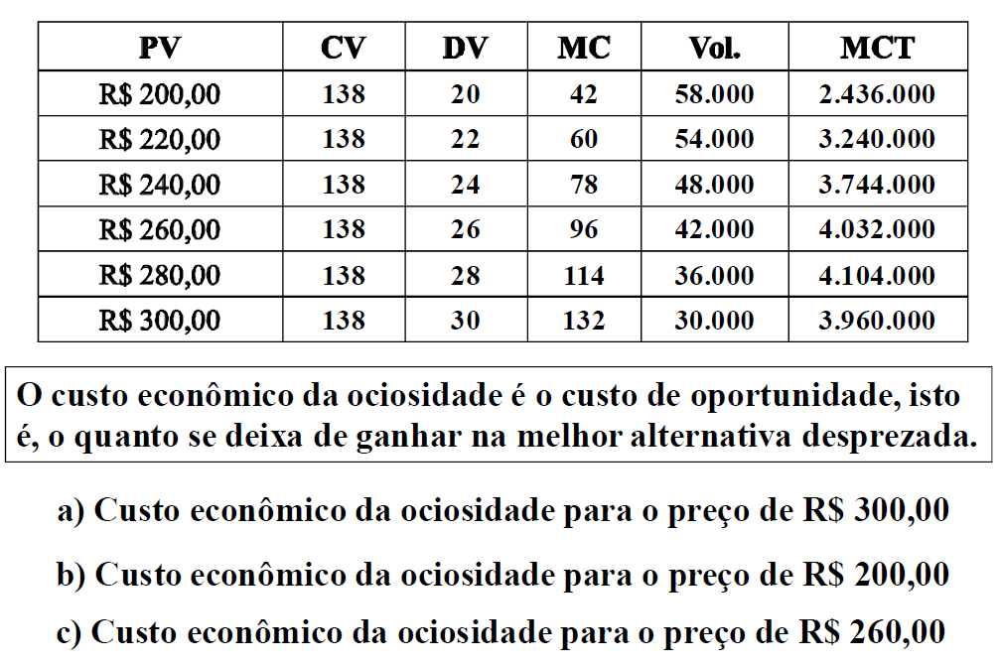 PV CV DV MC Vol. MCT
R$ 200,00 138 20 42 58.000 2.436.000
R$ 220,00 138 22 60 54.000 3.240.000
R$ 240,00 138 24 78 48.000 3.744.000
R$ 260,00 138 26 96 42.000 4.032.000
R$ 280,00 138 28 114 36.000 4.104.000
R$ 300,00 138 30 132 30.000 3.960.000
O custo econômico da ociosidade é o custo de oportunidade, isto
é, o quanto se deixa de ganhar na melhor alternativa desprezada.
a) Custo econômico da ociosidade para o preço de R$ 300,00
b) Custo econômico da ociosidade para o preço de R$ 200,00
c) Custo econômico da ociosidade para o preço de R$ 260,00